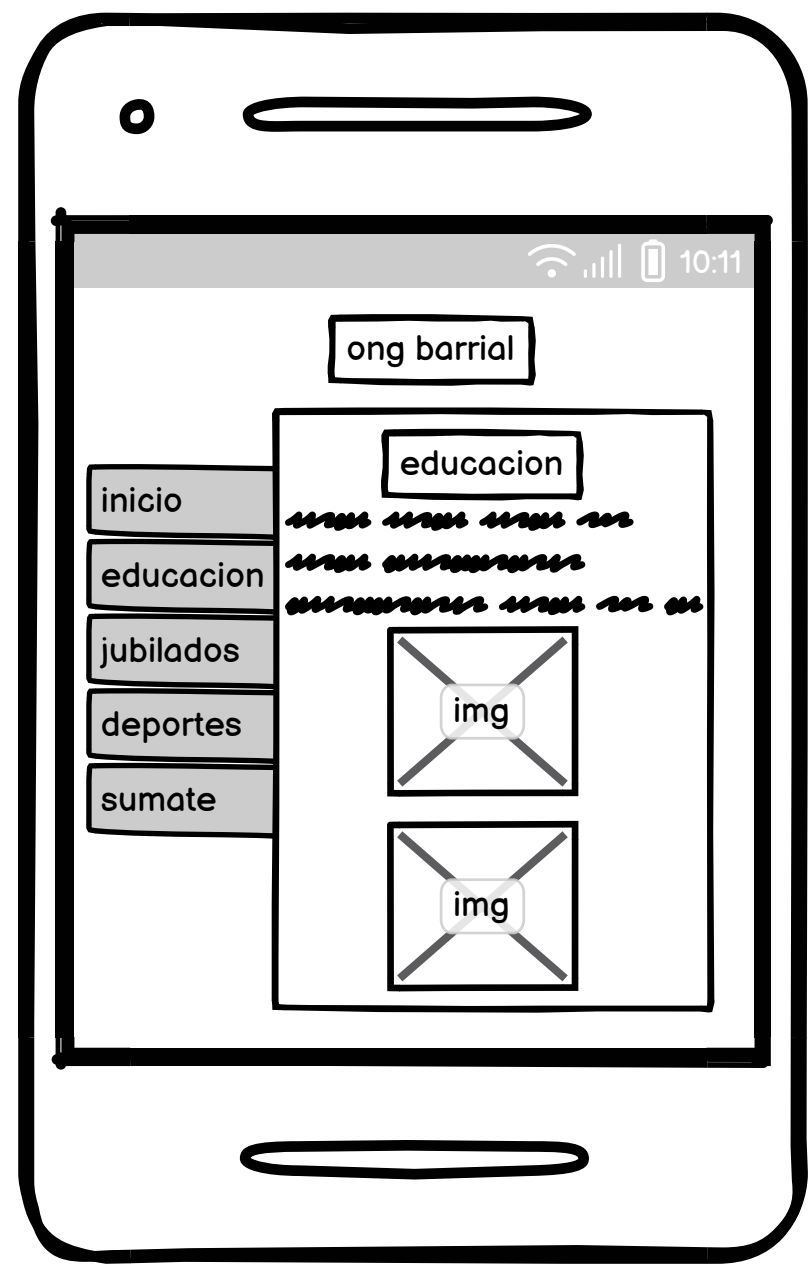 10:11
ong barrial
inicio
educacion
jubilados
deportes
sumate
educacion
img
img